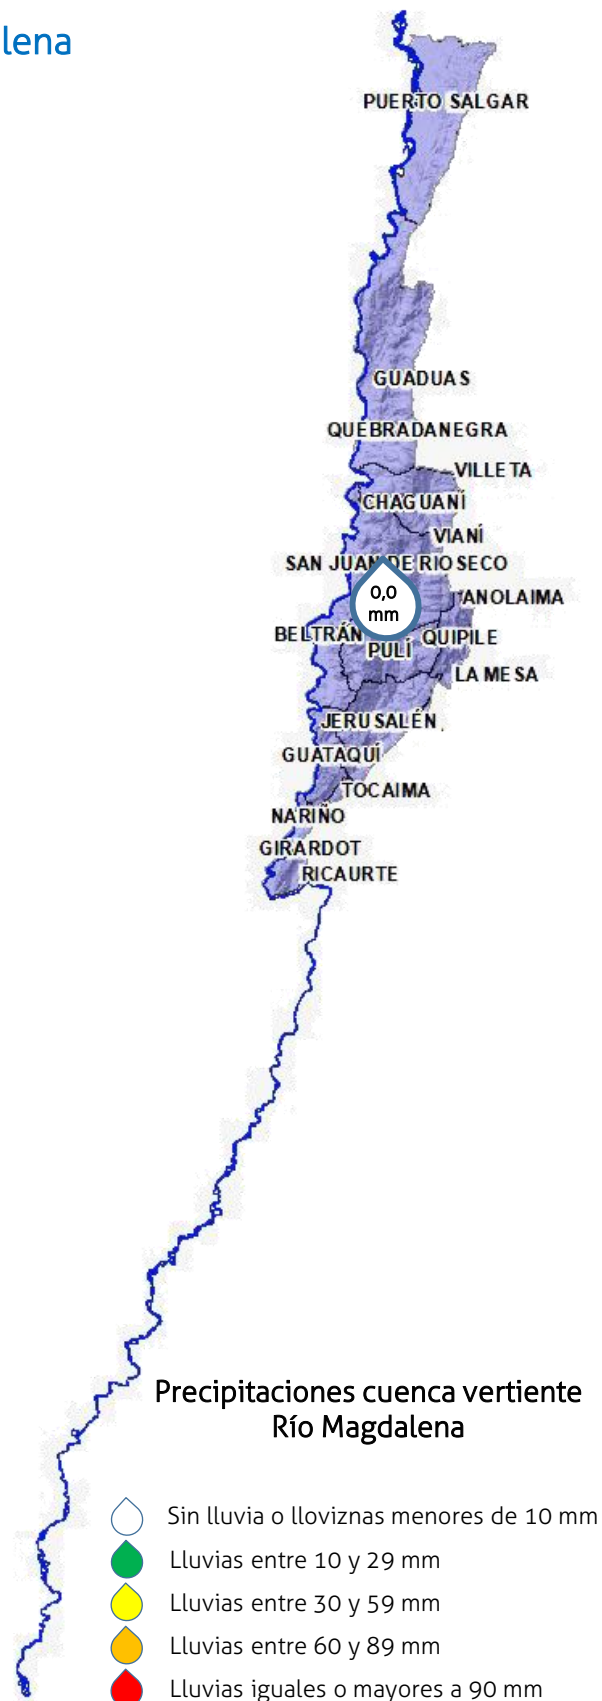 lena
PUERTO SALGAR
GUADUAS
QUEBRADANEGRA
VILLETA
CHAGUANÍ
VIANÍ
SAN JUAN DE RIO SECO
0,0
mm
ANOLAIMA
BELTRÁN
QUIPILE
PULÍ
LA MESA
JERUSALÉN
GUATAQUÍ
TOCAIMA
NARIÑO
GIRARDOT
RICAURTE
Precipitaciones cuenca vertiente
Río Magdalena
Sin lluvia o lloviznas menores de 10 mm
Lluvias entre 10 y 29 mm
Lluvias entre 30 y 59 mm
Lluvias entre 60 y 89 mm
Lluvias iguales o mayores a 90 mm